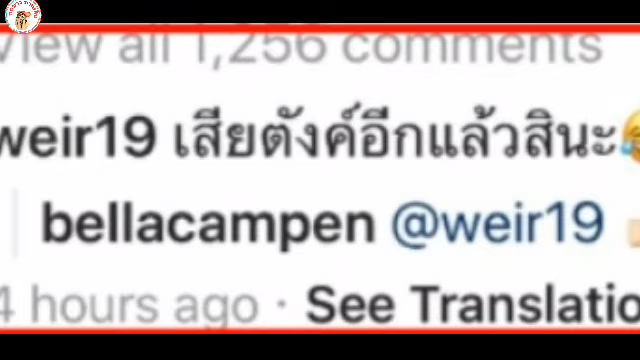 View all 1,256 comments
weir19 เสียตังค์อีกแล้วสินะ
bellacampen @weir19
4 hours ago · See Translatio